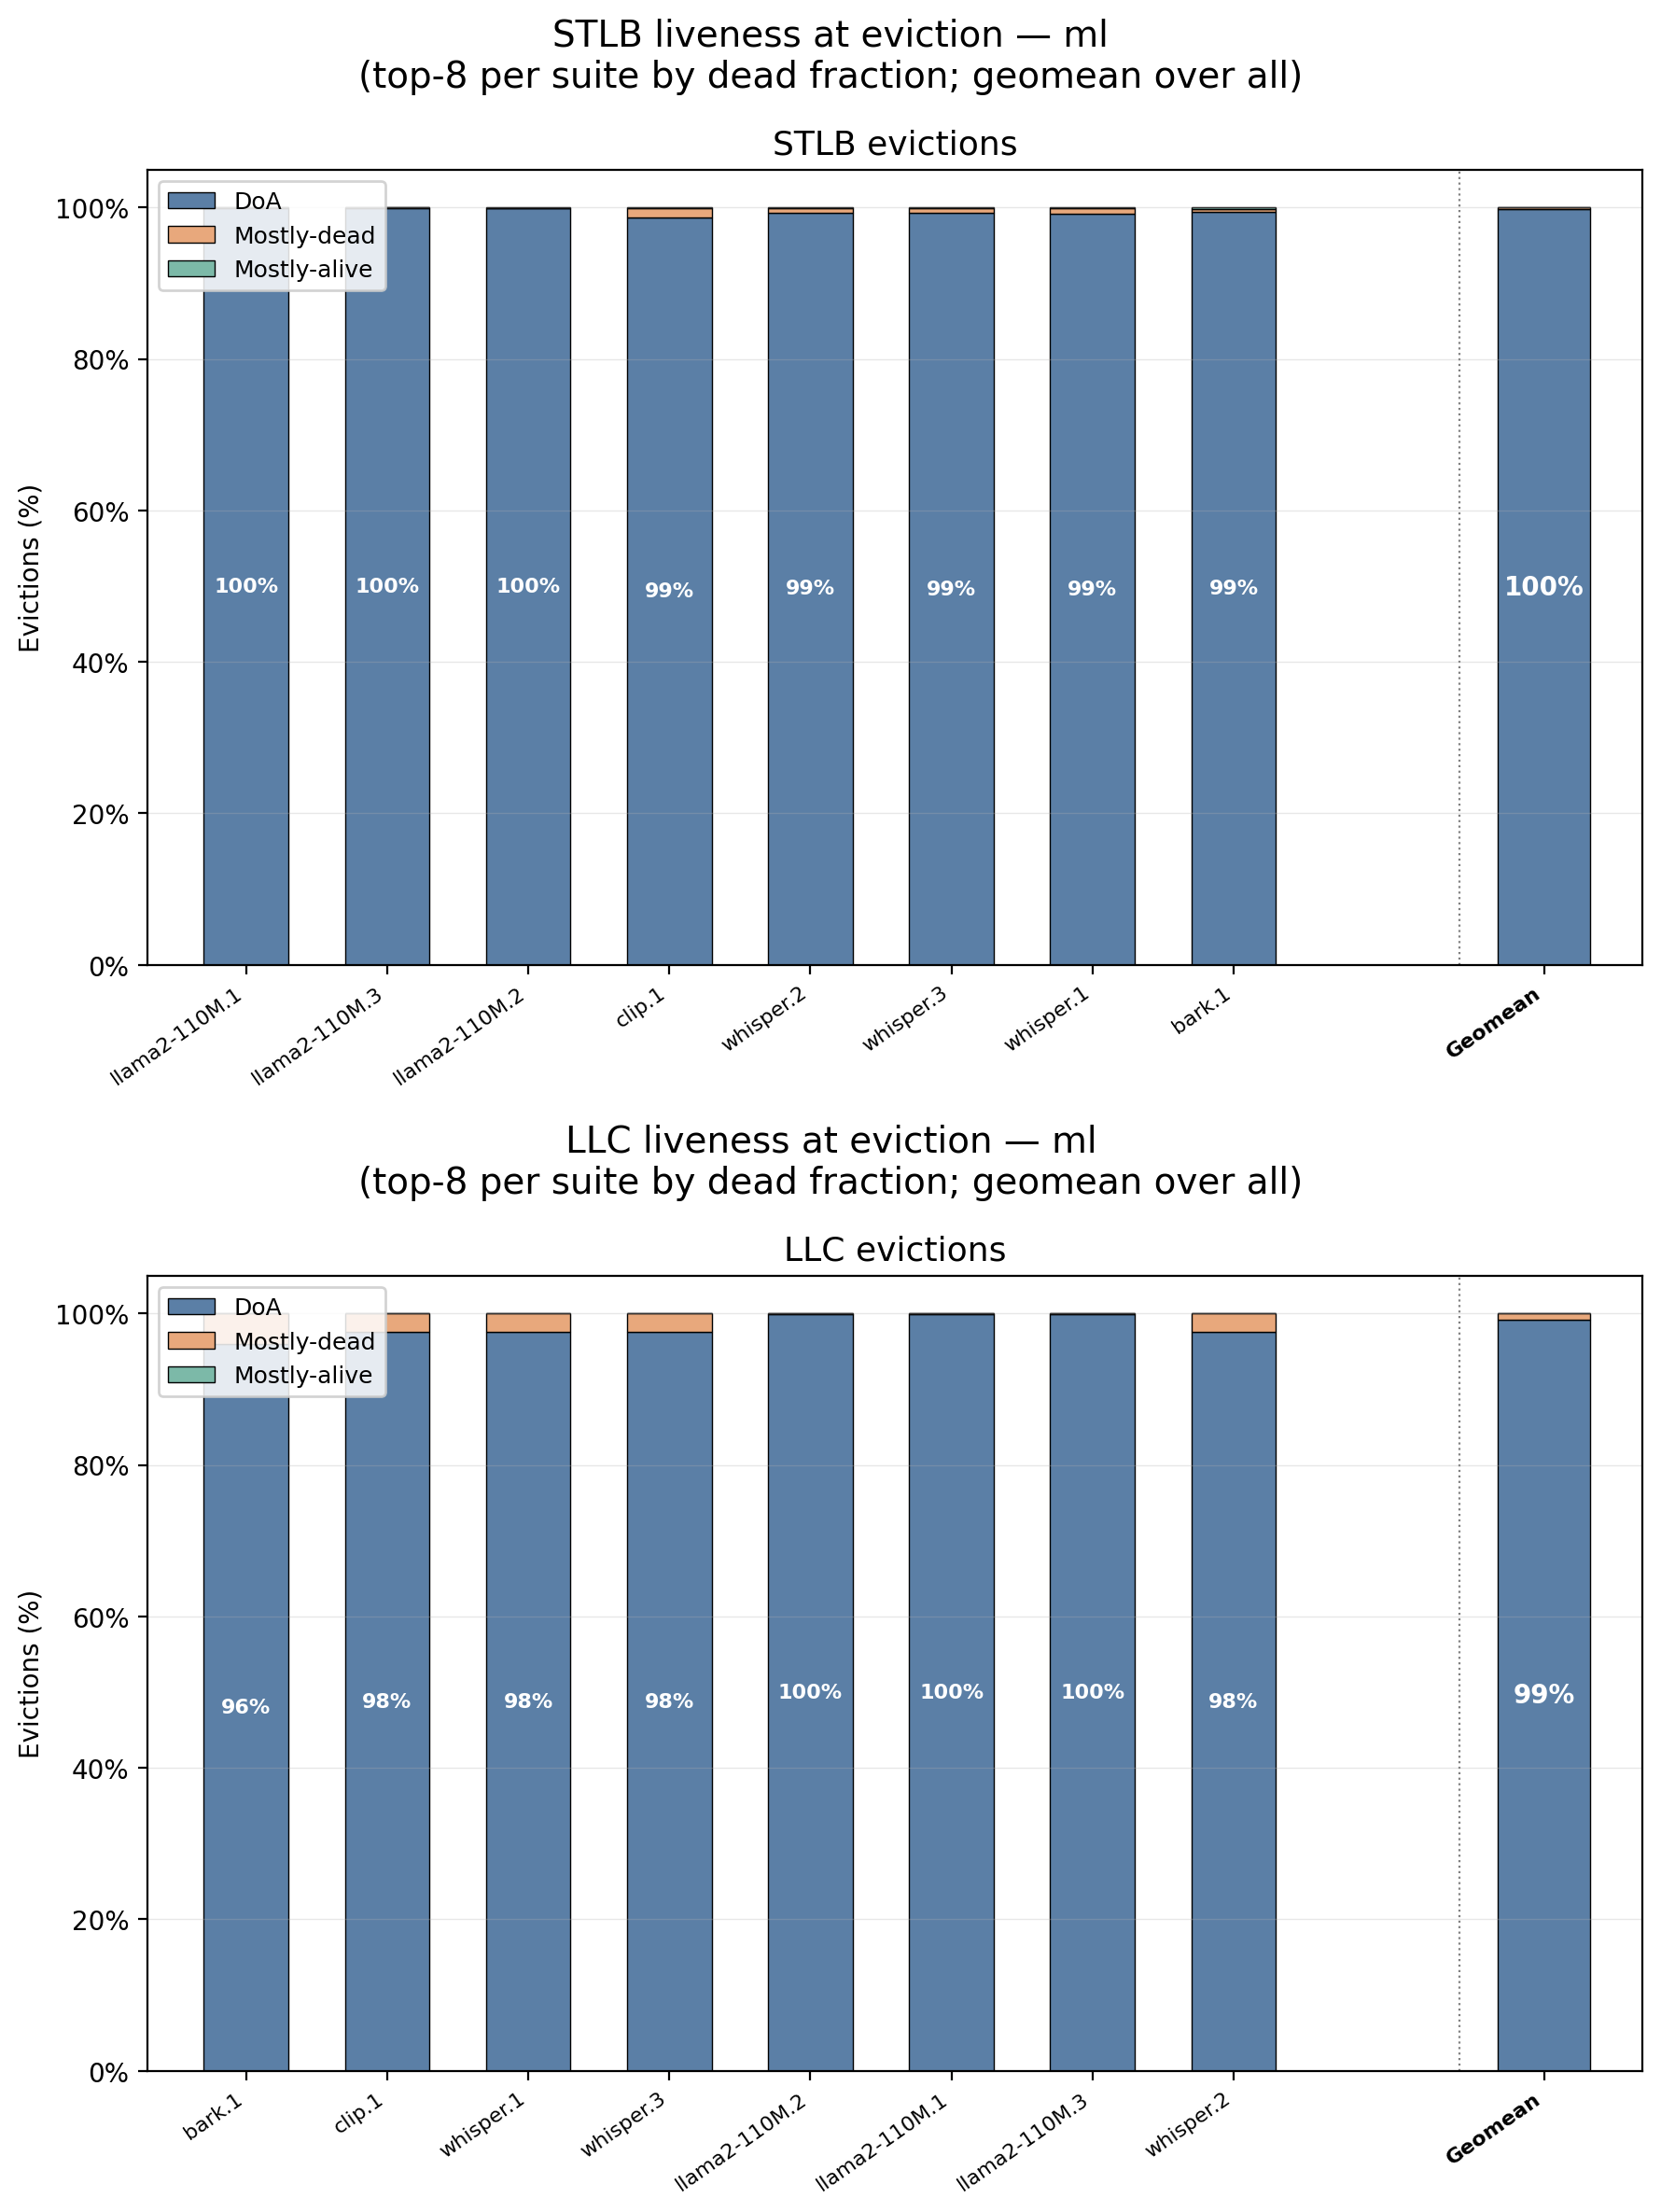 STLB liveness at eviction — ml
(top-8 per suite by dead fraction; geomean over all)
STLB evictions
DoA
Mostly-dead
Mostly-alive
Evictions (%)
100%
80%
60%
40%
20%
0%
100%
100%
100%
99%
99%
99%
99%
99%
100%
llama2-110M.1
llama2-110M.3
llama2-110M.2
clip.1
whisper.2
whisper.3
whisper.1
bark.1
Geomean
LLC liveness at eviction — ml
(top-8 per suite by dead fraction; geomean over all)
LLC evictions
DoA
Mostly-dead
Mostly-alive
Evictions (%)
100%
80%
60%
40%
20%
0%
96%
98%
98%
98%
100%
100%
100%
98%
99%
bark.1
clip.1
whisper.1
whisper.3
llama2-110M.2
llama2-110M.1
llama2-110M.3
whisper.2
Geomean